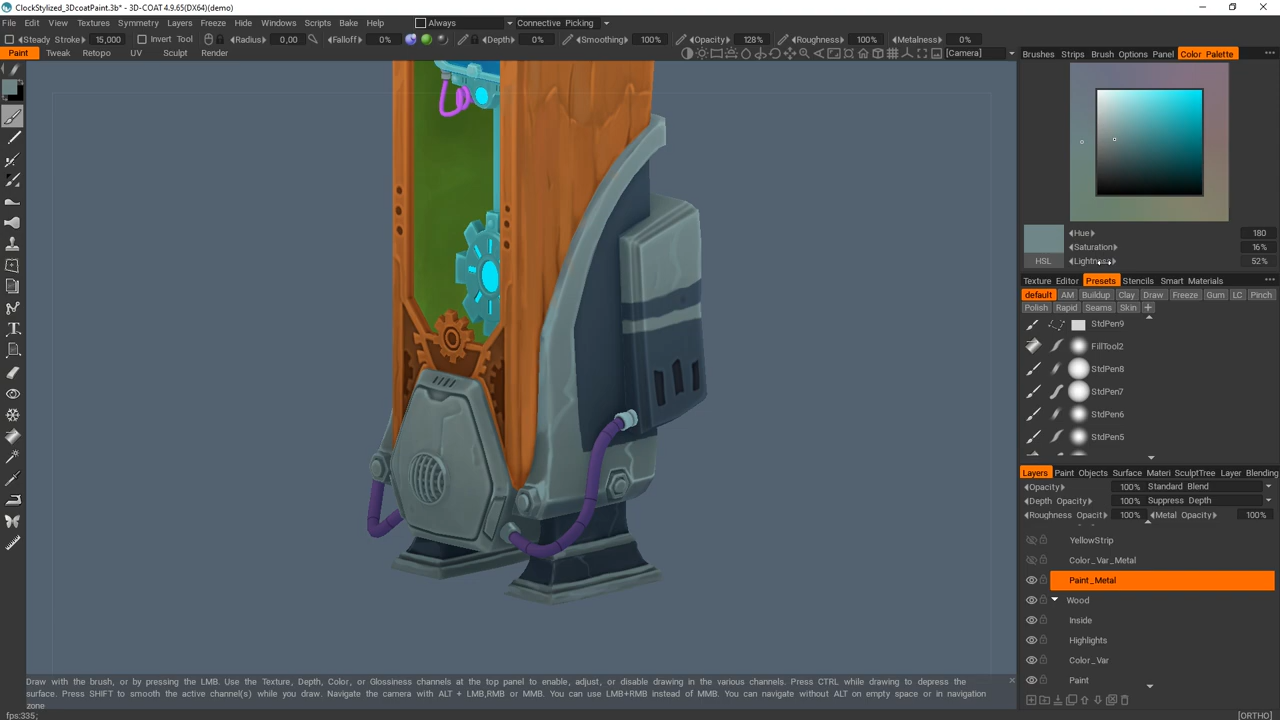 ClockStylized_3DcoatPaint.3b* - 3D-COAT 4.9.65(DX64)(demo)
File Edit View Textures Symmetry Layers Freeze Hide Windows Scripts Bake Help Always Connective Picking
Steady Stroke 15,000 Invert Tool Radius 0,00 Falloff 0% Depth 0% Smoothing 100% Opacity 128% Roughness 100% Metalness 0%
Paint Tweak Retopo UV Sculpt Render [Camera]
Brushes Strips Brush Options Panel Color Palette
Hue 180
Saturation 16%
HSL Lightness 52%
Texture Editor Presets Stencils Smart Materials
default AM Buildup Clay Draw Freeze Gum LC Pinch
Polish Rapid Seams Skin
StdPen9
FillTool2
StdPen8
StdPen7
StdPen6
StdPen5
Layers Paint Objects Surface Materi SculptTree Layer Blending
Opacity 100% Standard Blend
Depth Opacity 100% Suppress Depth
Roughness Opacit 100% Metal Opacity 100%
YellowStrip
Color_Var_Metal
Paint_Metal
Wood
Inside
Highlights
Color_Var
Paint
Draw with the brush, or by pressing the LMB. Use the Texture, Depth, Color, or Glossiness channels at the top panel to enable, adjust, or disable drawing in the various channels. Press CTRL while drawing to depress the
surface. Press SHIFT to smooth the active channel(s) while you draw. Navigate the camera with ALT + LMB,RMB or MMB. You can use LMB+RMB instead of MMB. You can navigate without ALT on empty space or in navigation
zone
fps:335; [ORTHO]